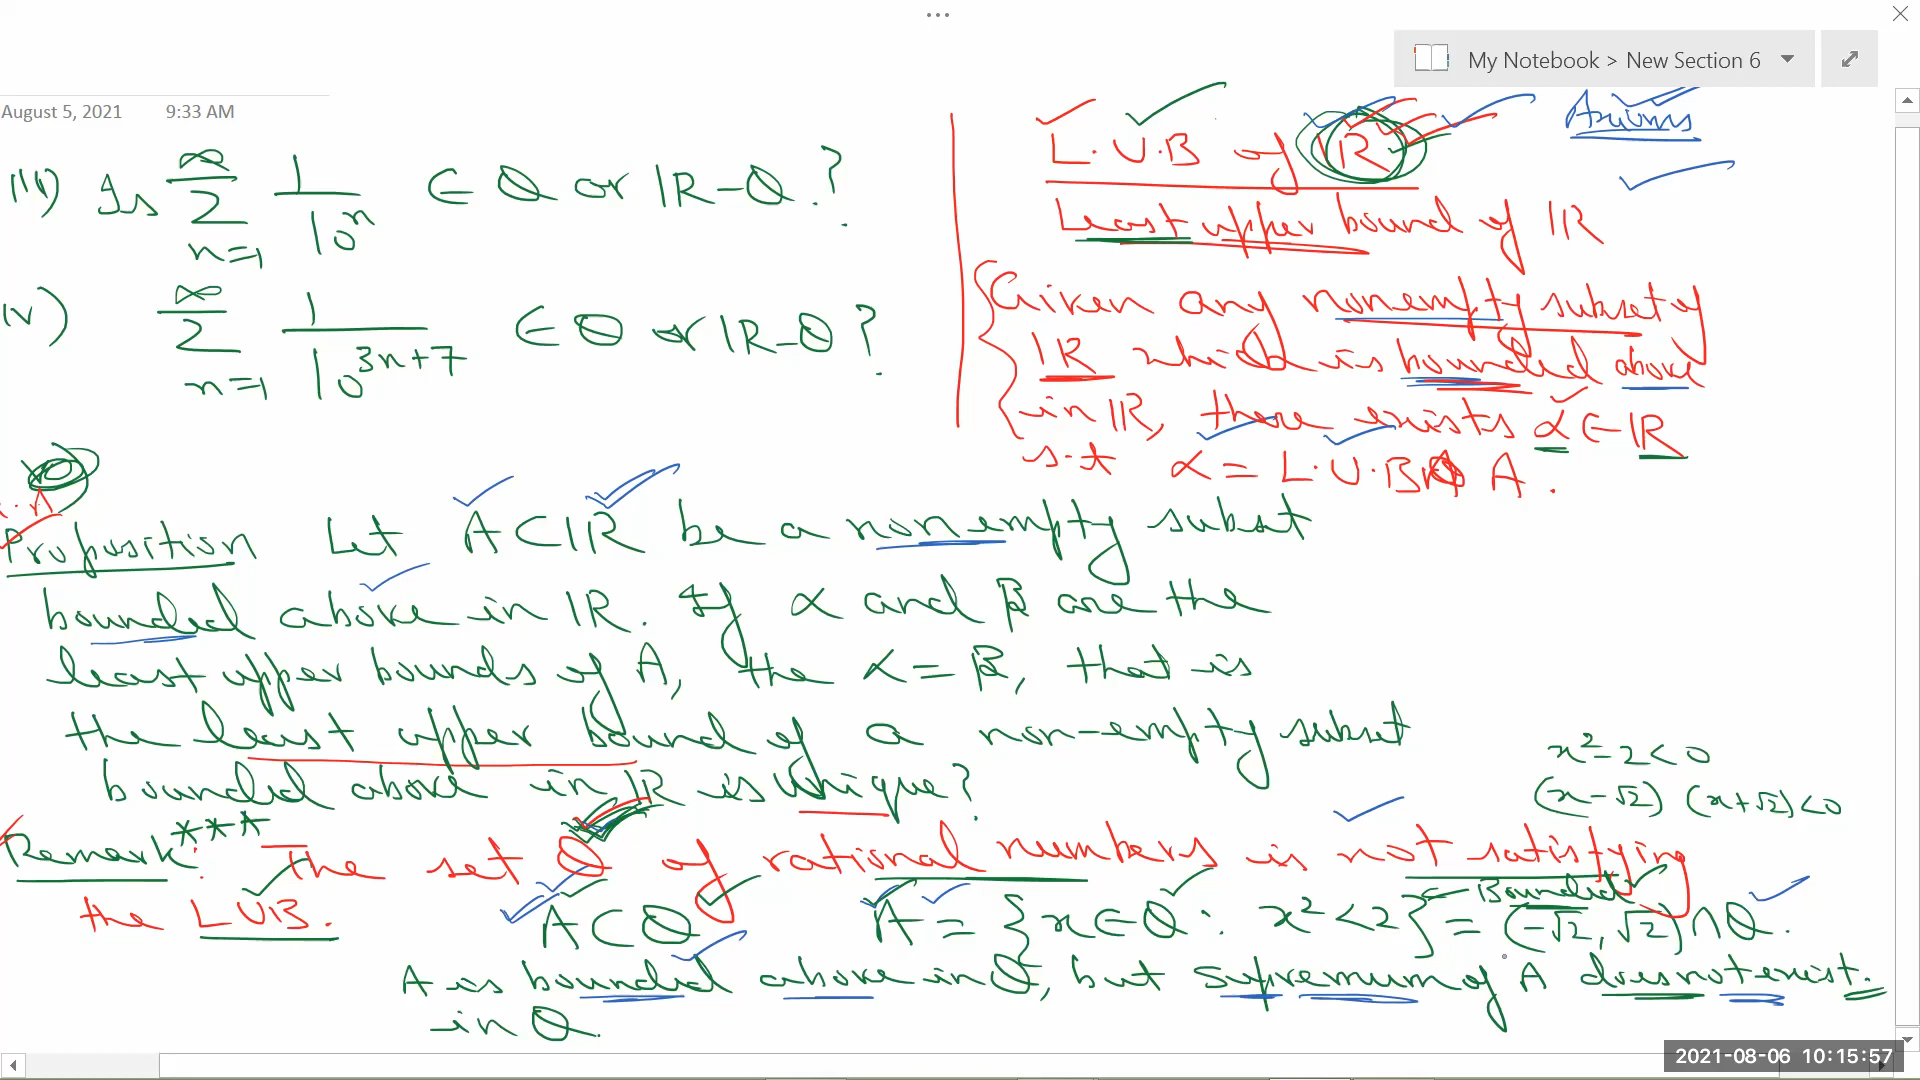 My Notebook > New Section 6
August 5, 2021 9:33 AM
(iii) Is ∞ Σ n=1 1/10^n ∈ Q or IR-Q?
iv) ∞ Σ n=1 1/10^{3n+7} ∈ Q or IR-Q?
Axioms
L.U.B of IR
Least upper bound of IR
Given any nonempty subset of
IR which is bounded above
in IR, there exists α ∈ IR
s.t α = L.U.B A.
Proposition Let A ⊂ IR be a nonempty subset
bounded above in IR. If α and β are the
least upper bounds of A, the α = β, that is
the least upper bound of a non-empty subset
bounded above in IR is unique?
x²-2<0
(x-√2) (x+√2)<0
Remark***: The set Q of rational numbers is not satisfying
the LUB.
A ⊂ Q A = {x ∈ Q : x² < 2} ← Bounded = (-√2, √2) ∩ Q.
A is bounded above in Q, but supremum of A does not exist.
in Q.
2021-08-06 10:15:57